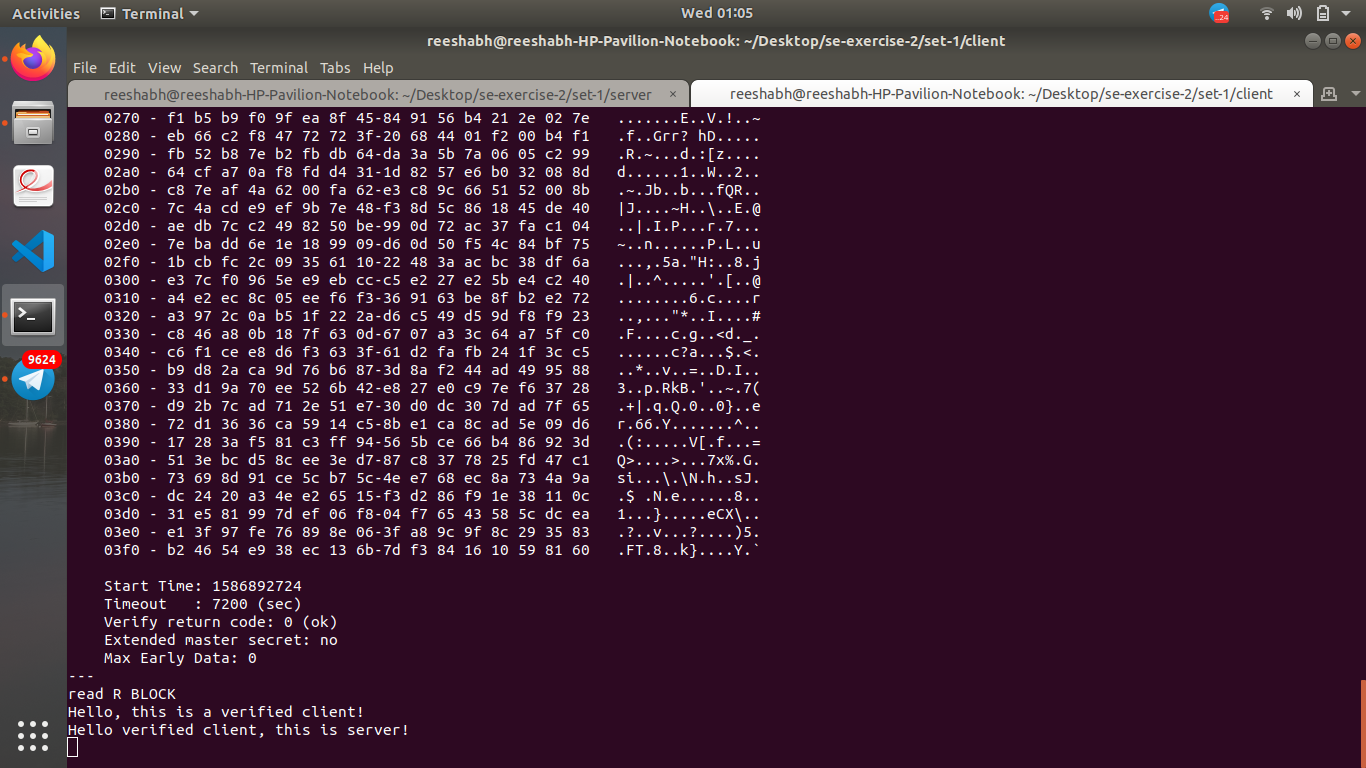 Activities Terminal Wed 01:05 24
reeshabh@reeshabh-HP-Pavilion-Notebook: ~/Desktop/se-exercise-2/set-1/client
File Edit View Search Terminal Tabs Help
reeshabh@reeshabh-HP-Pavilion-Notebook: ~/Desktop/se-exercise-2/set-1/server × reeshabh@reeshabh-HP-Pavilion-Notebook: ~/Desktop/se-exercise-2/set-1/client ×
0270 - f1 b5 b9 f0 9f ea 8f 45-84 91 56 b4 21 2e 02 7e .......E..V.!..~
0280 - eb 66 c2 f8 47 72 72 3f-20 68 44 01 f2 00 b4 f1 .f..Grr? hD.....
0290 - fb 52 b8 7e b2 fb db 64-da 3a 5b 7a 06 05 c2 99 .R.~...d.:[z....
02a0 - 64 cf a7 0a f8 fd d4 31-1d 82 57 e6 b0 32 08 8d d......1..W..2..
02b0 - c8 7e af 4a 62 00 fa 62-e3 c8 9c 66 51 52 00 8b .~.Jb..b...fQR..
02c0 - 7c 4a cd e9 ef 9b 7e 48-f3 8d 5c 86 18 45 de 40 |J....~H..\..E.@
02d0 - ae db 7c c2 49 82 50 be-99 0d 72 ac 37 fa c1 04 ..|.I.P...r.7...
02e0 - 7e ba dd 6e 1e 18 99 09-d6 0d 50 f5 4c 84 bf 75 ~..n......P.L..u
02f0 - 1b cb fc 2c 09 35 61 10-22 48 3a ac bc 38 df 6a ...,.5a."H:..8.j
0300 - e3 7c f0 96 5e e9 eb cc-c5 e2 27 e2 5b e4 c2 40 .|..^.....'.[..@
0310 - a4 e2 ec 8c 05 ee f6 f3-36 91 63 be 8f b2 e2 72 ........6.c....r
0320 - a3 97 2c 0a b5 1f 22 2a-d6 c5 49 d5 9d f8 f9 23 ..,..."*..I....#
0330 - c8 46 a8 0b 18 7f 63 0d-67 07 a3 3c 64 a7 5f c0 .F....c.g..<d._.
0340 - c6 f1 ce e8 d6 f3 63 3f-61 d2 fa fb 24 1f 3c c5 ......c?a...$.<.
0350 - b9 d8 2a ca 9d 76 b6 87-3d 8a f2 44 ad 49 95 88 ..*..v..=..D.I..
0360 - 33 d1 9a 70 ee 52 6b 42-e8 27 e0 c9 7e f6 37 28 3..p.RkB.'..~.7(
0370 - d9 2b 7c ad 71 2e 51 e7-30 d0 dc 30 7d ad 7f 65 .+|.q.Q.0..0}..e
0380 - 72 d1 36 36 ca 59 14 c5-8b e1 ca 8c ad 5e 09 d6 r.66.Y.......^..
0390 - 17 28 3a f5 81 c3 ff 94-56 5b ce 66 b4 86 92 3d .(:.....V[.f...=
03a0 - 51 3e bc d5 8c ee 3e d7-87 c8 37 78 25 fd 47 c1 Q>....>...7x%.G.
03b0 - 73 69 8d 91 ce 5c b7 5c-4e e7 68 ec 8a 73 4a 9a si...\.\N.h..sJ.
03c0 - dc 24 20 a3 4e e2 65 15-f3 d2 86 f9 1e 38 11 0c .$ .N.e......8..
03d0 - 31 e5 81 99 7d ef 06 f8-04 f7 65 43 58 5c dc ea 1...}.....eCX\..
03e0 - e1 3f 97 fe 76 89 8e 06-3f a8 9c 9f 8c 29 35 83 .?..v...?....)5.
03f0 - b2 46 54 e9 38 ec 13 6b-7d f3 84 16 10 59 81 60 .FT.8..k}....Y.`
Start Time: 1586892724
Timeout   : 7200 (sec)
Verify return code: 0 (ok)
Extended master secret: no
Max Early Data: 0
---
read R BLOCK
Hello, this is a verified client!
Hello verified client, this is server!
9624